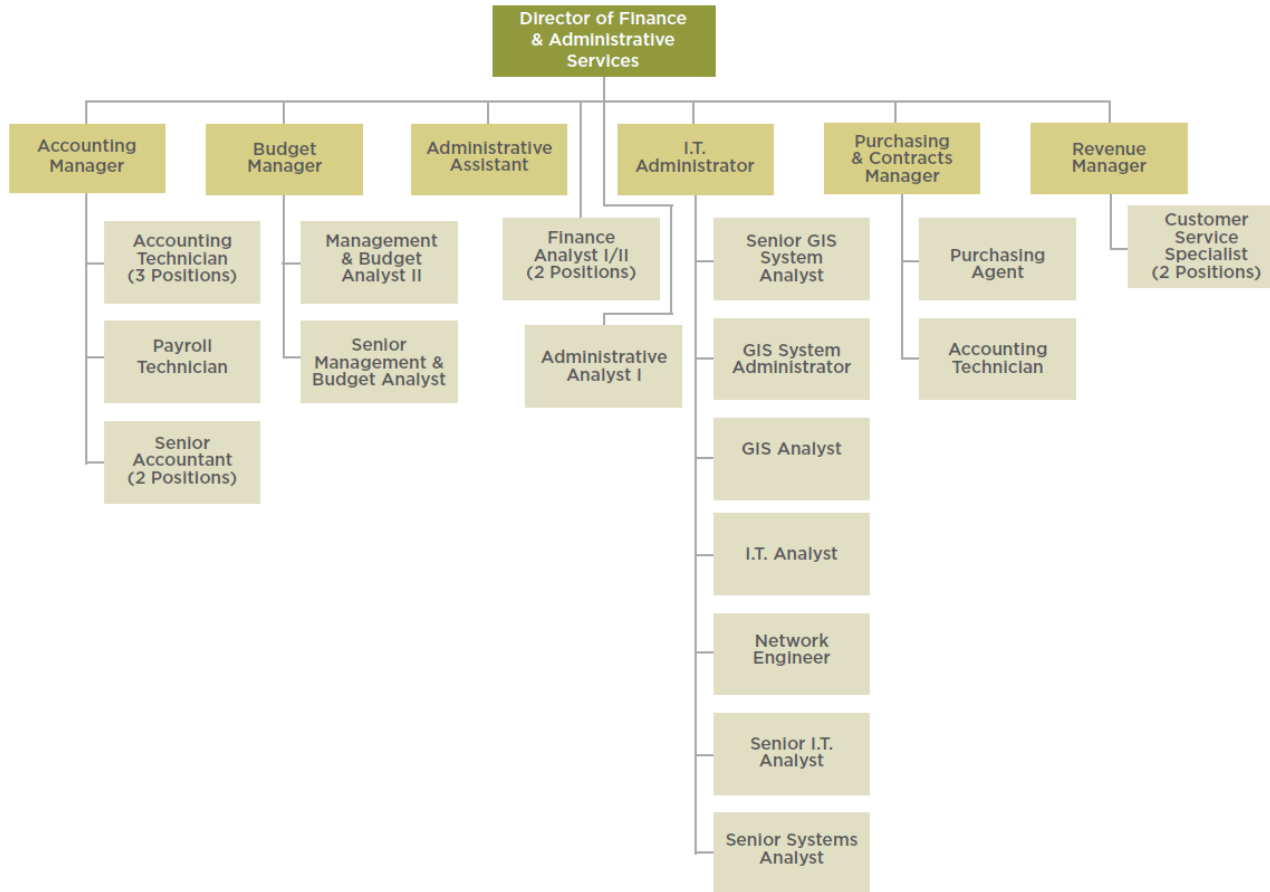 Director of Finance
& Administrative
Services
Accounting
Manager
Budget
Manager
Administrative
Assistant
I.T.
Administrator
Purchasing
& Contracts
Manager
Revenue
Manager
Accounting
Technician
(3 Positions)
Payroll
Technician
Senior
Accountant
(2 Positions)
Management
& Budget
Analyst II
Senior
Management &
Budget Analyst
Finance
Analyst I/II
(2 Positions)
Administrative
Analyst I
Senior GIS
System
Analyst
GIS System
Administrator
GIS Analyst
I.T. Analyst
Network
Engineer
Senior I.T.
Analyst
Senior Systems
Analyst
Purchasing
Agent
Accounting
Technician
Customer
Service
Specialist
(2 Positions)